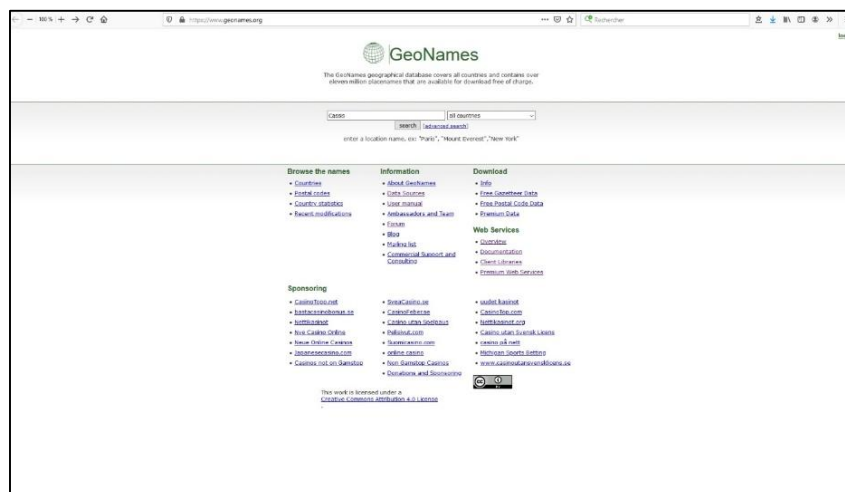 100 %
https://www.geonames.org
Rechercher
GeoNames
The GeoNames geographical database covers all countries and contains over
eleven million placenames that are available for download free of charge.
Cassis
all countries
search [advanced search]
enter a location name, ex: "Paris", "Mount Everest","New York"
Browse the names
Countries
Postal codes
Country statistics
Recent modifications
Information
About GeoNames
Data Sources
User manual
Ambassadors and Team
Forum
Blog
Mailing list
Commercial Support and
Consulting
Download
Info
Free Gazetteer Data
Free Postal Code Data
Premium Data
Web Services
Overview
Documentation
Client Libraries
Premium Web Services
Sponsoring
CasinoTopp.net
bastacasinobonus.se
Nettikasinot
Nye Casino Online
Neue Online Casinos
Japanesecasino.com
Casinos not on Gamstop
SveaCasino.se
CasinoFeber.se
Casino utan Spelpaus
Pelisivut.com
Suomicasino.com
online casino
Non Gamstop Casinos
Donations and Sponsoring
uudet kasinot
CasinoTop.com
Nettikasinot.org
Casino utan Svensk Licens
casino på nett
Michigan Sports Betting
www.casinoutansvensklicens.se
cc
BY
This work is licensed under a
Creative Commons Attribution 4.0 License